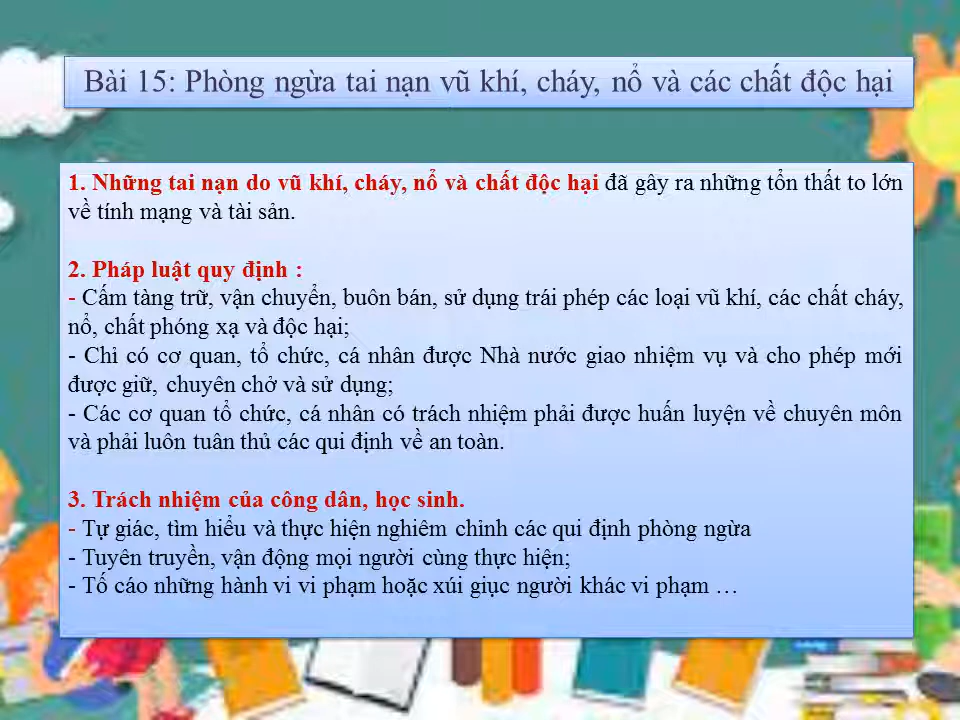 Bài 15: Phòng ngừa tai nạn vũ khí, cháy, nổ và các chất độc hại
1. Những tai nạn do vũ khí, cháy, nổ và chất độc hại đã gây ra những tổn thất to lớn
về tính mạng và tài sản.
2. Pháp luật quy định :
- Cấm tàng trữ, vận chuyển, buôn bán, sử dụng trái phép các loại vũ khí, các chất cháy,
nổ, chất phóng xạ và độc hại;
- Chỉ có cơ quan, tổ chức, cá nhân được Nhà nước giao nhiệm vụ và cho phép mới
được giữ, chuyên chở và sử dụng;
- Các cơ quan tổ chức, cá nhân có trách nhiệm phải được huấn luyện về chuyên môn
và phải luôn tuân thủ các qui định về an toàn.
3. Trách nhiệm của công dân, học sinh.
- Tự giác, tìm hiểu và thực hiện nghiêm chỉnh các qui định phòng ngừa
- Tuyên truyền, vận động mọi người cùng thực hiện;
- Tố cáo những hành vi vi phạm hoặc xúi giục người khác vi phạm …